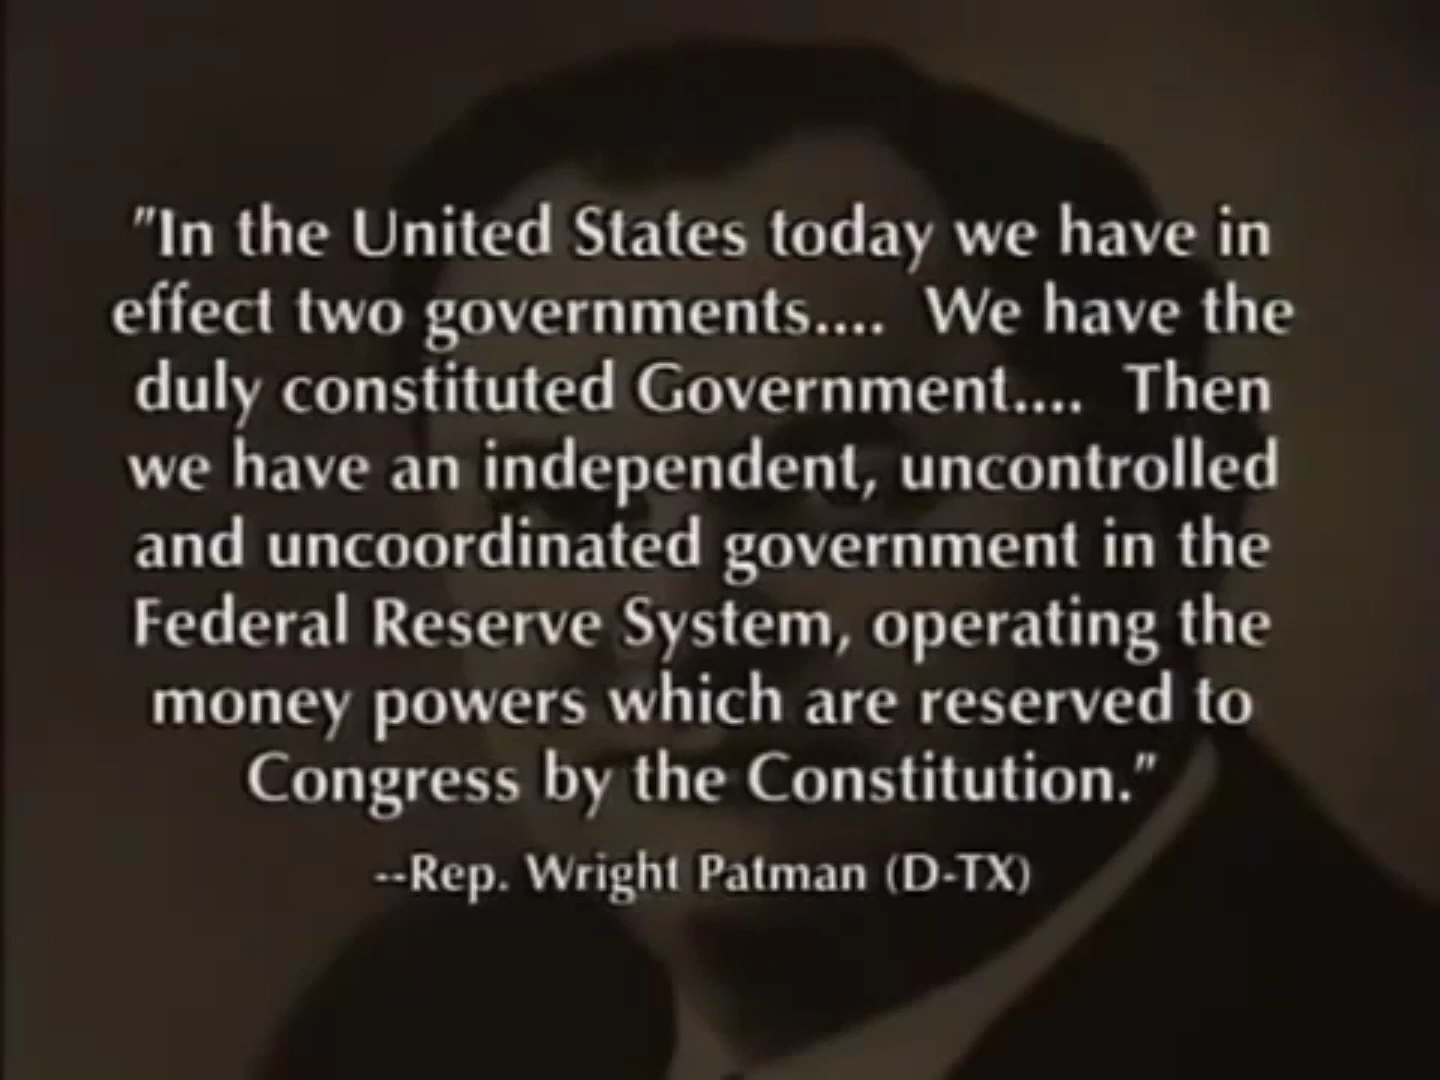 "In the United States today we have in
effect two governments.... We have the
duly constituted Government.... Then
we have an independent, uncontrolled
and uncoordinated government in the
Federal Reserve System, operating the
money powers which are reserved to
Congress by the Constitution."
--Rep. Wright Patman (D-TX)